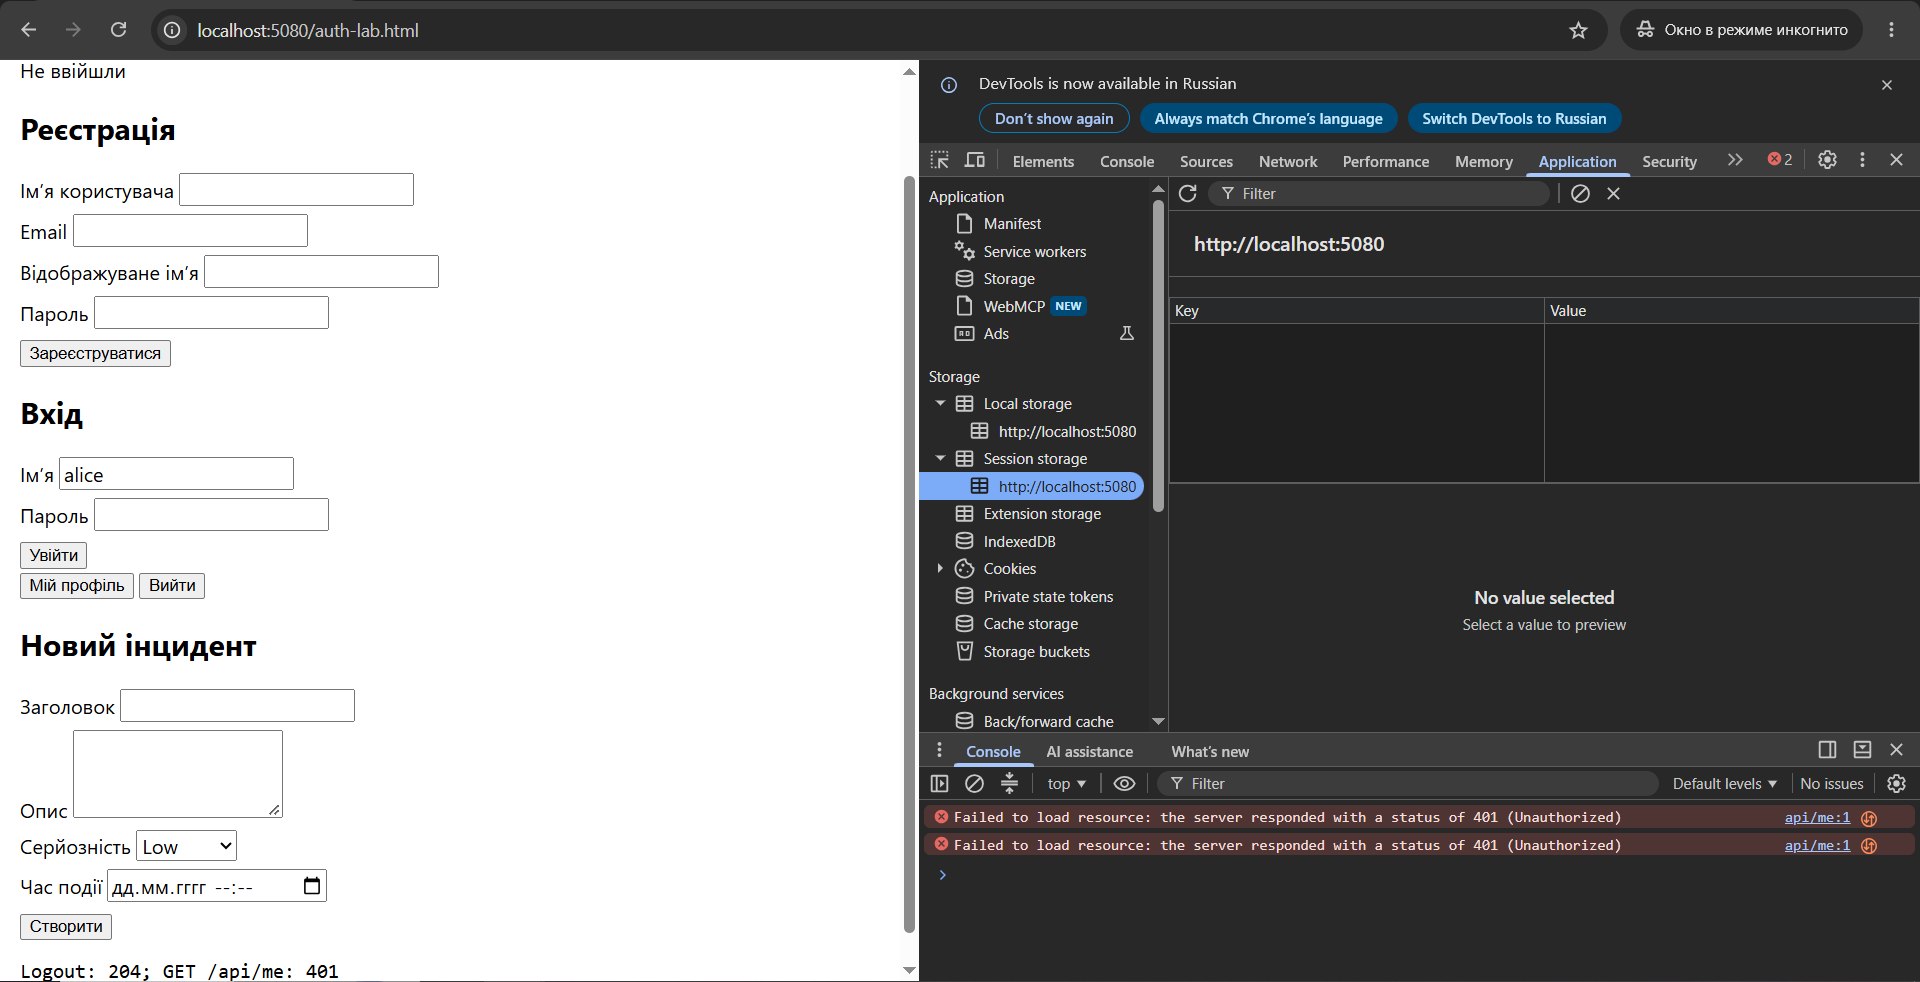 localhost:5080/auth-lab.html
Окно в режиме инкогнито
Не ввійшли
Реєстрація
Ім'я користувача
Email
Відображуване ім'я
Пароль
Зареєструватися
Вхід
Ім'я alice
Пароль
Увійти
Мій профіль Вийти
Новий інцидент
Заголовок
Опис
Серйозність Low
Час події дд.мм.гггг --:--
Створити
Logout: 204; GET /api/me: 401
DevTools is now available in Russian
Don't show again Always match Chrome's language Switch DevTools to Russian
Elements Console Sources Network Performance Memory Application Security 2
Application
Manifest
Service workers
Storage
WebMCP NEW
Ads
Storage
Local storage
http://localhost:5080
Session storage
http://localhost:5080
Extension storage
IndexedDB
Cookies
Private state tokens
Cache storage
Storage buckets
Background services
Back/forward cache
Filter
http://localhost:5080
Key Value
No value selected
Select a value to preview
Console AI assistance What's new
top Filter Default levels No issues
Failed to load resource: the server responded with a status of 401 (Unauthorized) api/me:1
Failed to load resource: the server responded with a status of 401 (Unauthorized) api/me:1